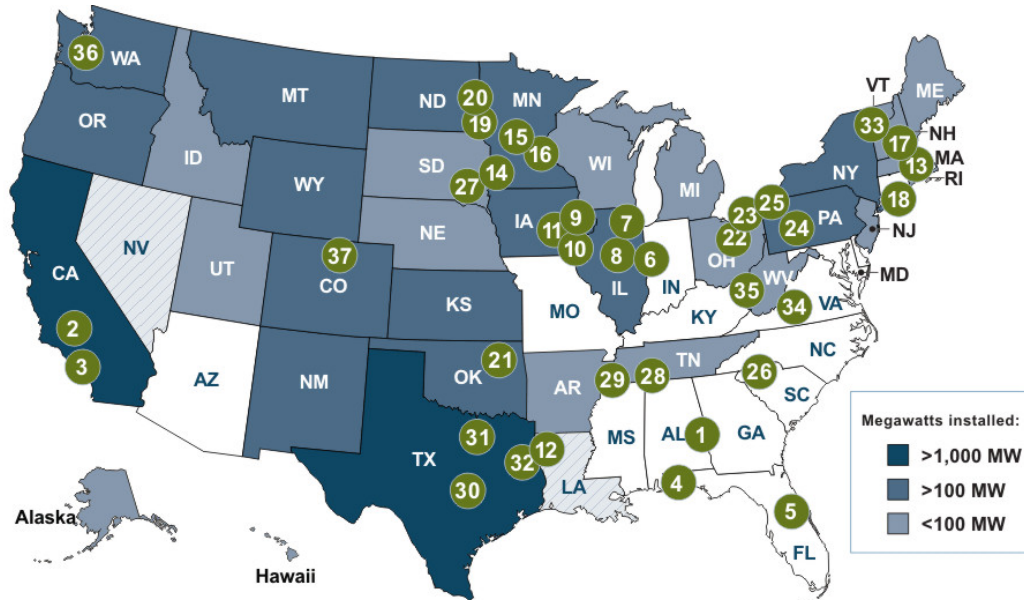 36
WA
MT
ND
20
MN
VT
ME
OR
19
15
16
33
17
NH
ID
SD
14
WI
MI
NY
MA
13
RI
27
WY
25
18
IA
9
7
23
PA
11
NE
10
22
24
NJ
NV
37
8
6
OH
UT
IN
WV
MD
CA
CO
IL
35
34
VA
KS
MO
KY
2
NC
3
21
TN
AZ
NM
OK
29
28
26
AR
SC
Megawatts installed:
31
MS
AL
1
GA
TX
32
12
>1,000 MW
30
LA
4
>100 MW
Alaska
5
<100 MW
FL
Hawaii